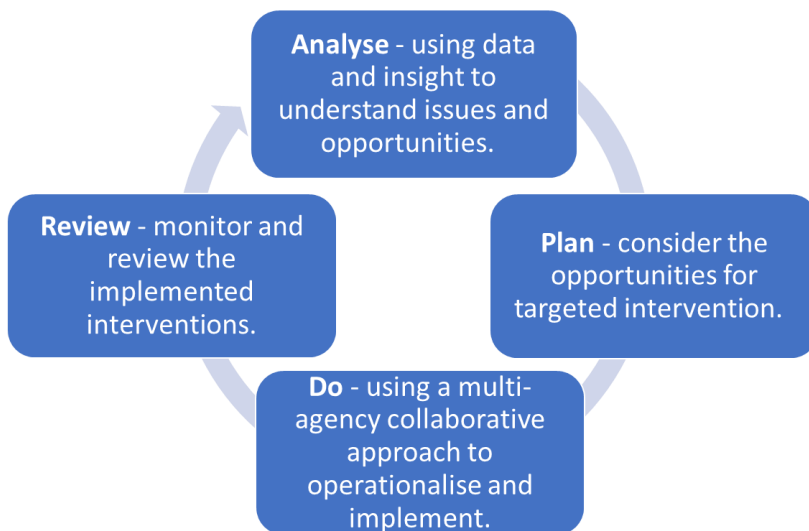 Analyse - using data
and insight to
understand issues and
opportunities.
Plan - consider the
opportunities for
targeted intervention.
Do - using a multi-
agency collaborative
approach to
operationalise and
implement.
Review - monitor and
review the
implemented
interventions.